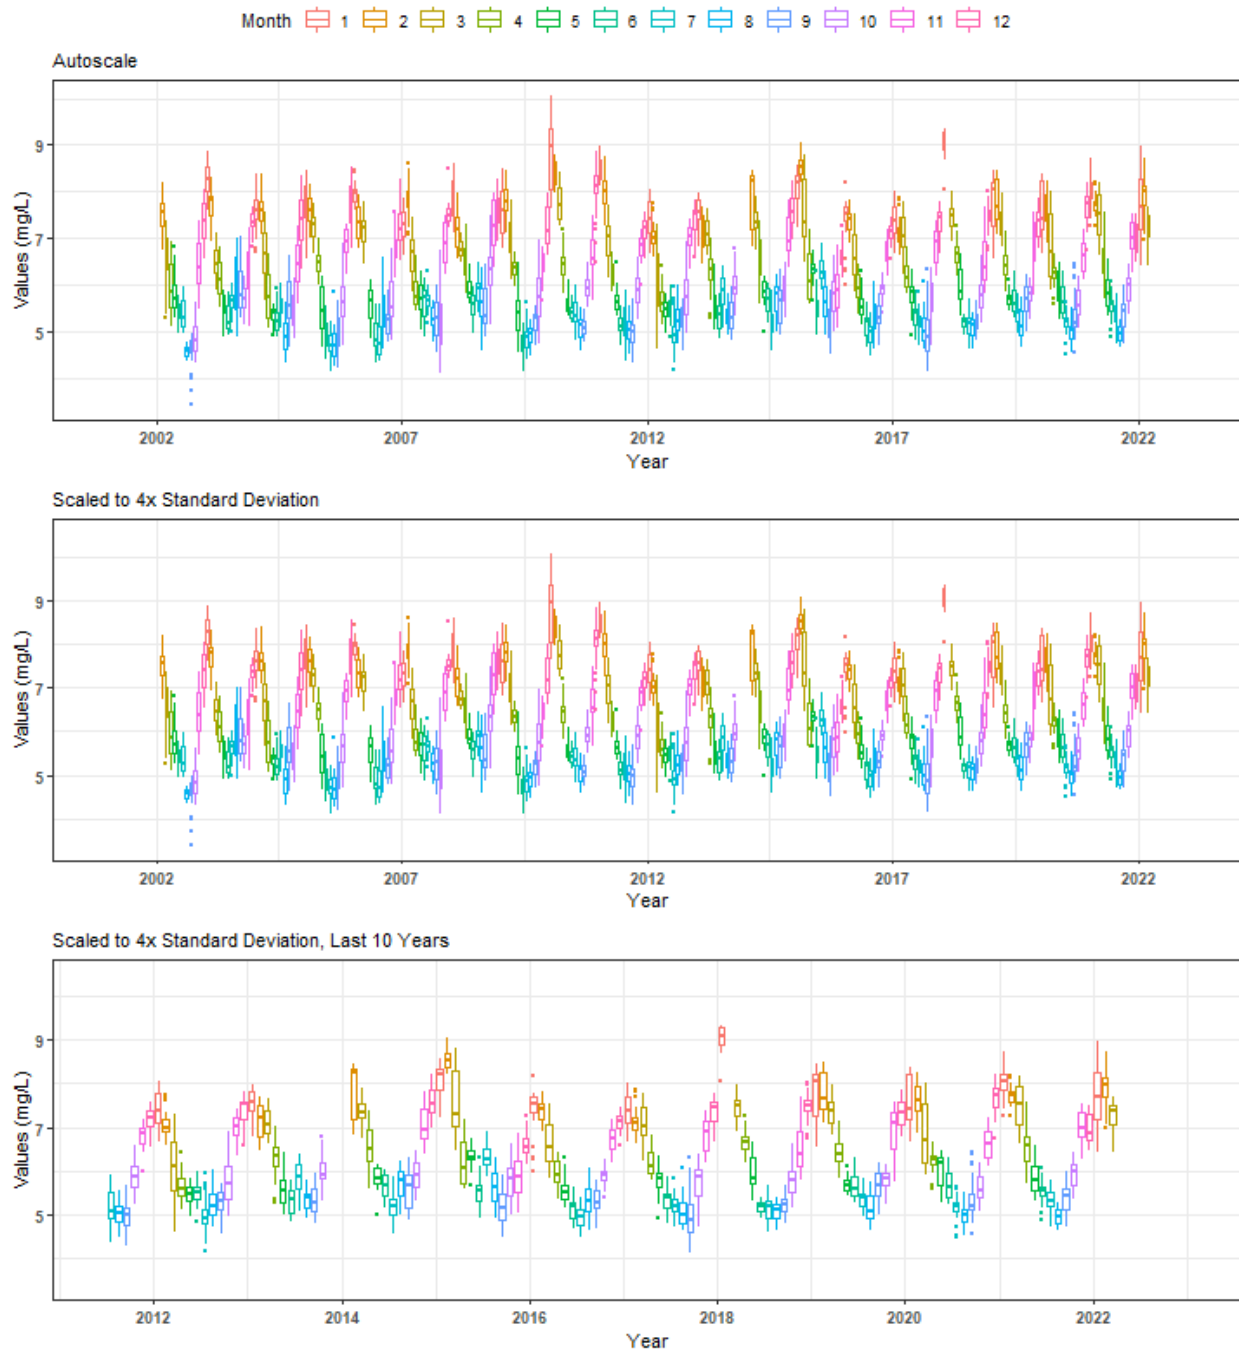 Month 1 2 3 4 5 6 7 8 9 10 11 12
Autoscale
Values (mg/L)
9
7
5
2002 2007 2012 2017 2022
Year
Scaled to 4x Standard Deviation
Values (mg/L)
9
7
5
2002 2007 2012 2017 2022
Year
Scaled to 4x Standard Deviation, Last 10 Years
Values (mg/L)
9
7
5
2012 2014 2016 2018 2020 2022
Year